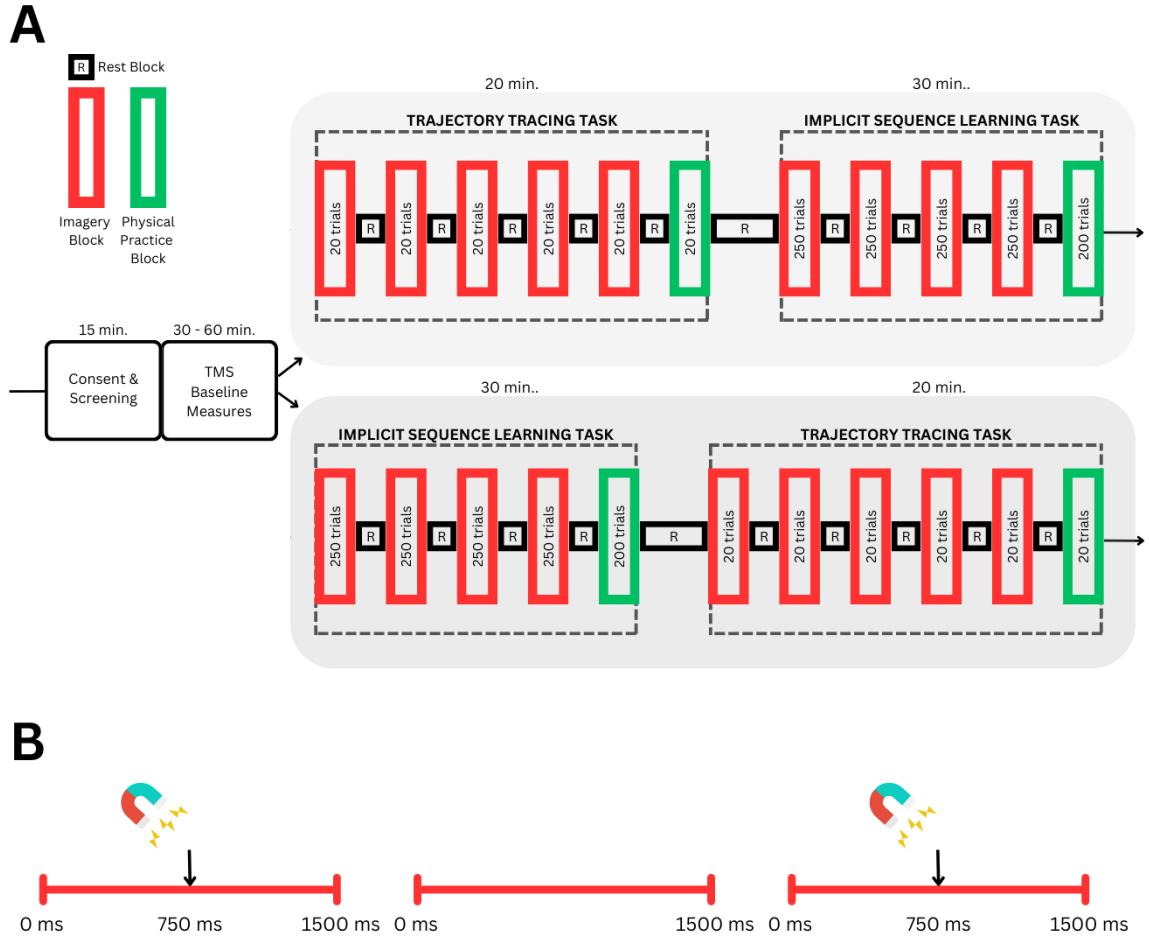 A
R Rest Block
Imagery
Block
Physical
Practice
Block
20 min.
30 min..
TRAJECTORY TRACING TASK
IMPLICIT SEQUENCE LEARNING TASK
20 trials
R
20 trials
R
20 trials
R
20 trials
R
20 trials
R
20 trials
R
250 trials
R
250 trials
R
250 trials
R
250 trials
R
200 trials
15 min.
30 - 60 min.
Consent &
Screening
TMS
Baseline
Measures
30 min..
20 min.
IMPLICIT SEQUENCE LEARNING TASK
TRAJECTORY TRACING TASK
250 trials
R
250 trials
R
250 trials
R
250 trials
R
200 trials
R
20 trials
R
20 trials
R
20 trials
R
20 trials
R
20 trials
R
20 trials
B
0 ms
750 ms
1500 ms
0 ms
1500 ms
0 ms
750 ms
1500 ms